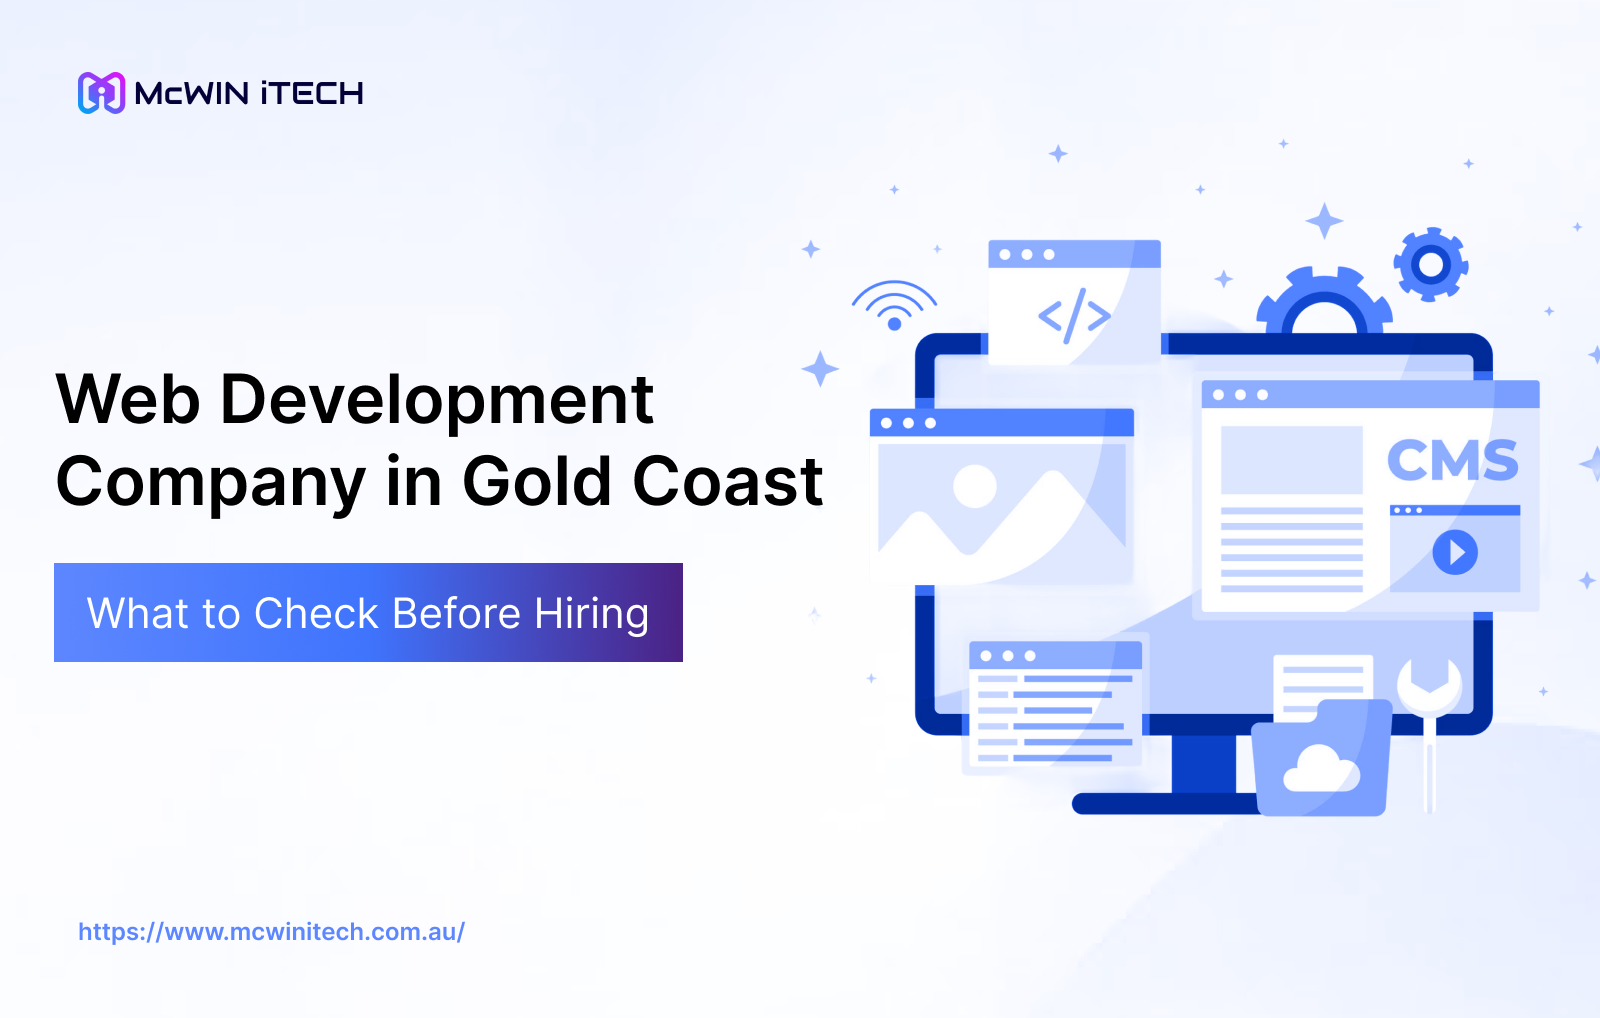 McWIN iTECH
Web Development
Company in Gold Coast
What to Check Before Hiring
</>
CMS
https://www.mcwinitech.com.au/